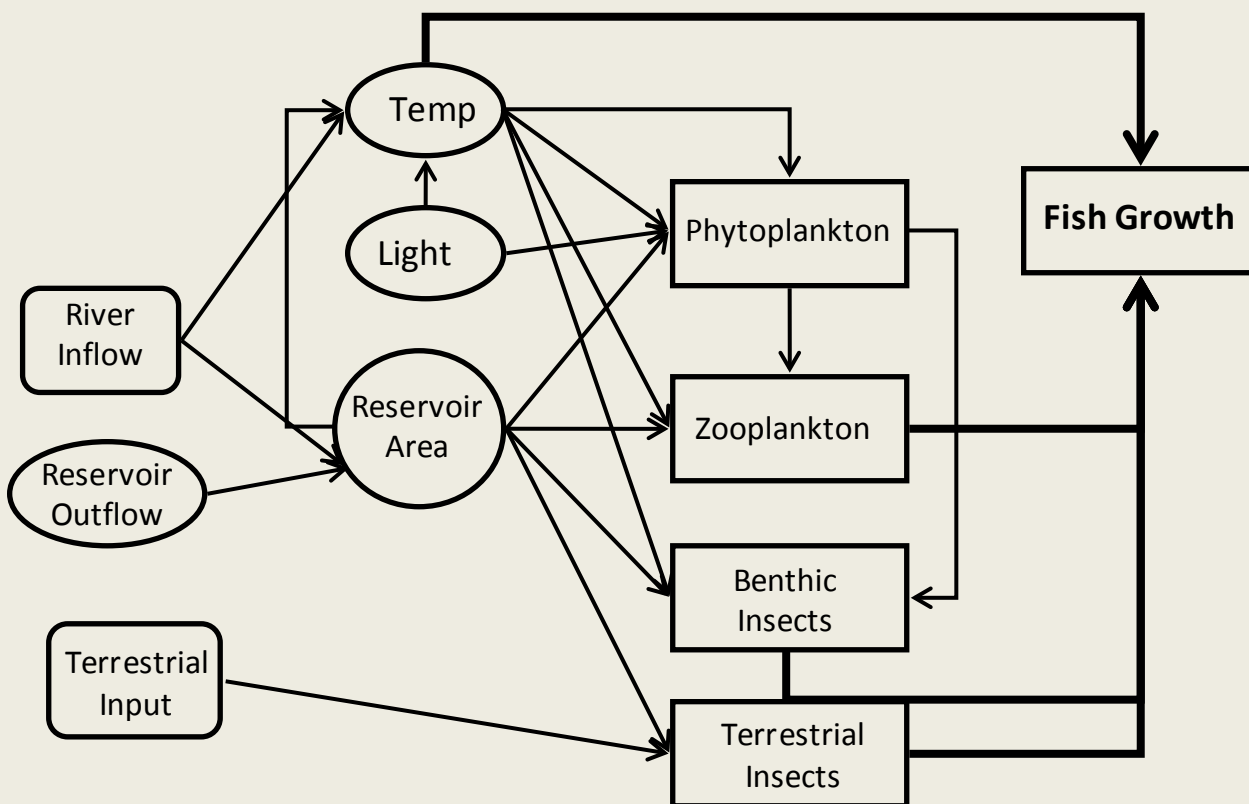 Temp
Phytoplankton
Fish Growth
Light
River
Inflow
Reservoir
Area
Zooplankton
Reservoir
Outflow
Benthic
Insects
Terrestrial
Input
Terrestrial
Insects